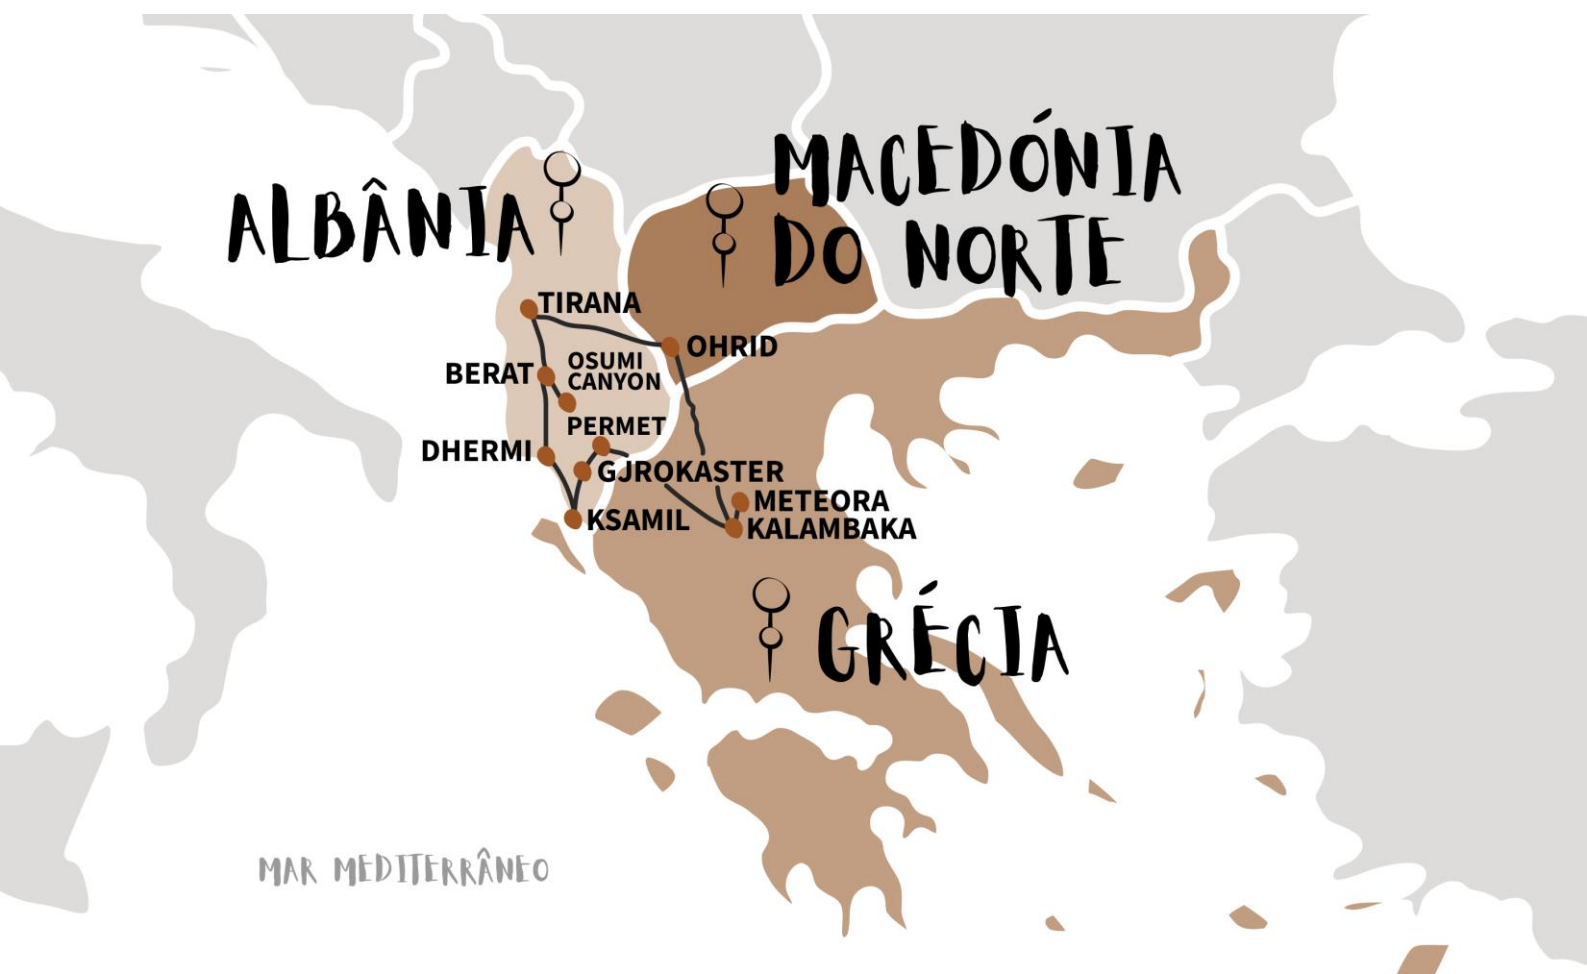 MACEDÓNIA
DO NORTE
ALBÂNIA
TIRANA
OHRID
BERAT
OSUMI
CANYON
PERMET
DHERMI
GJROKASTER
METEORA
KSAMIL
KALAMBAKA
GRÉCIA
MAR MEDITERRÂNEO